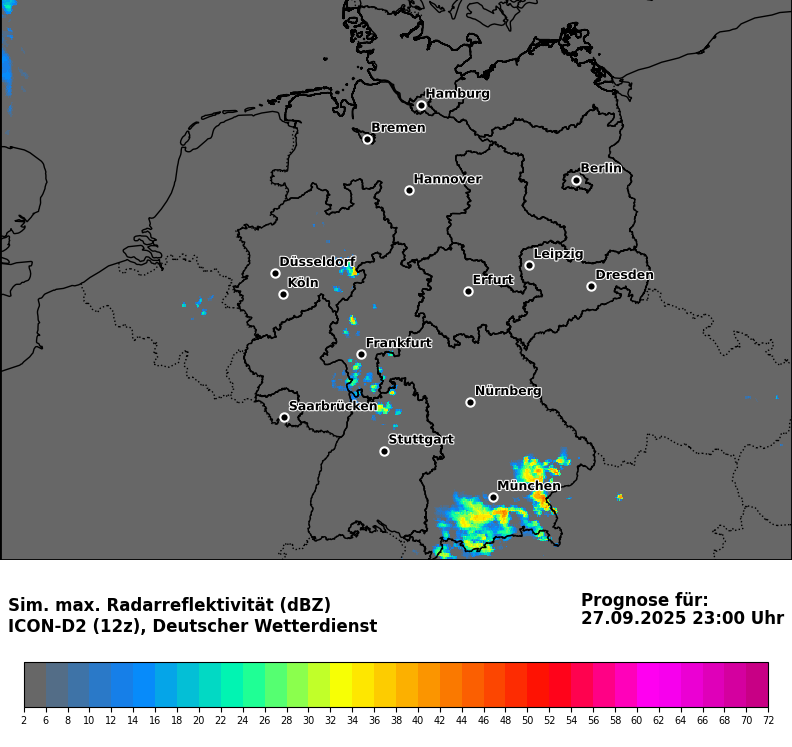 Hamburg
Bremen
Berlin
Hannover
Leipzig
Düsseldorf
Dresden
Köln
Erfurt
Frankfurt
Nürnberg
Saarbrücken
Stuttgart
München
Sim. max. Radarreflektivität (dBZ)
ICON-D2 (12z), Deutscher Wetterdienst
Prognose für:
27.09.2025 23:00 Uhr
2 6 8 10 12 14 16 18 20 22 24 26 28 30 32 34 36 38 40 42 44 46 48 50 52 54 56 58 60 62 64 66 68 70 72